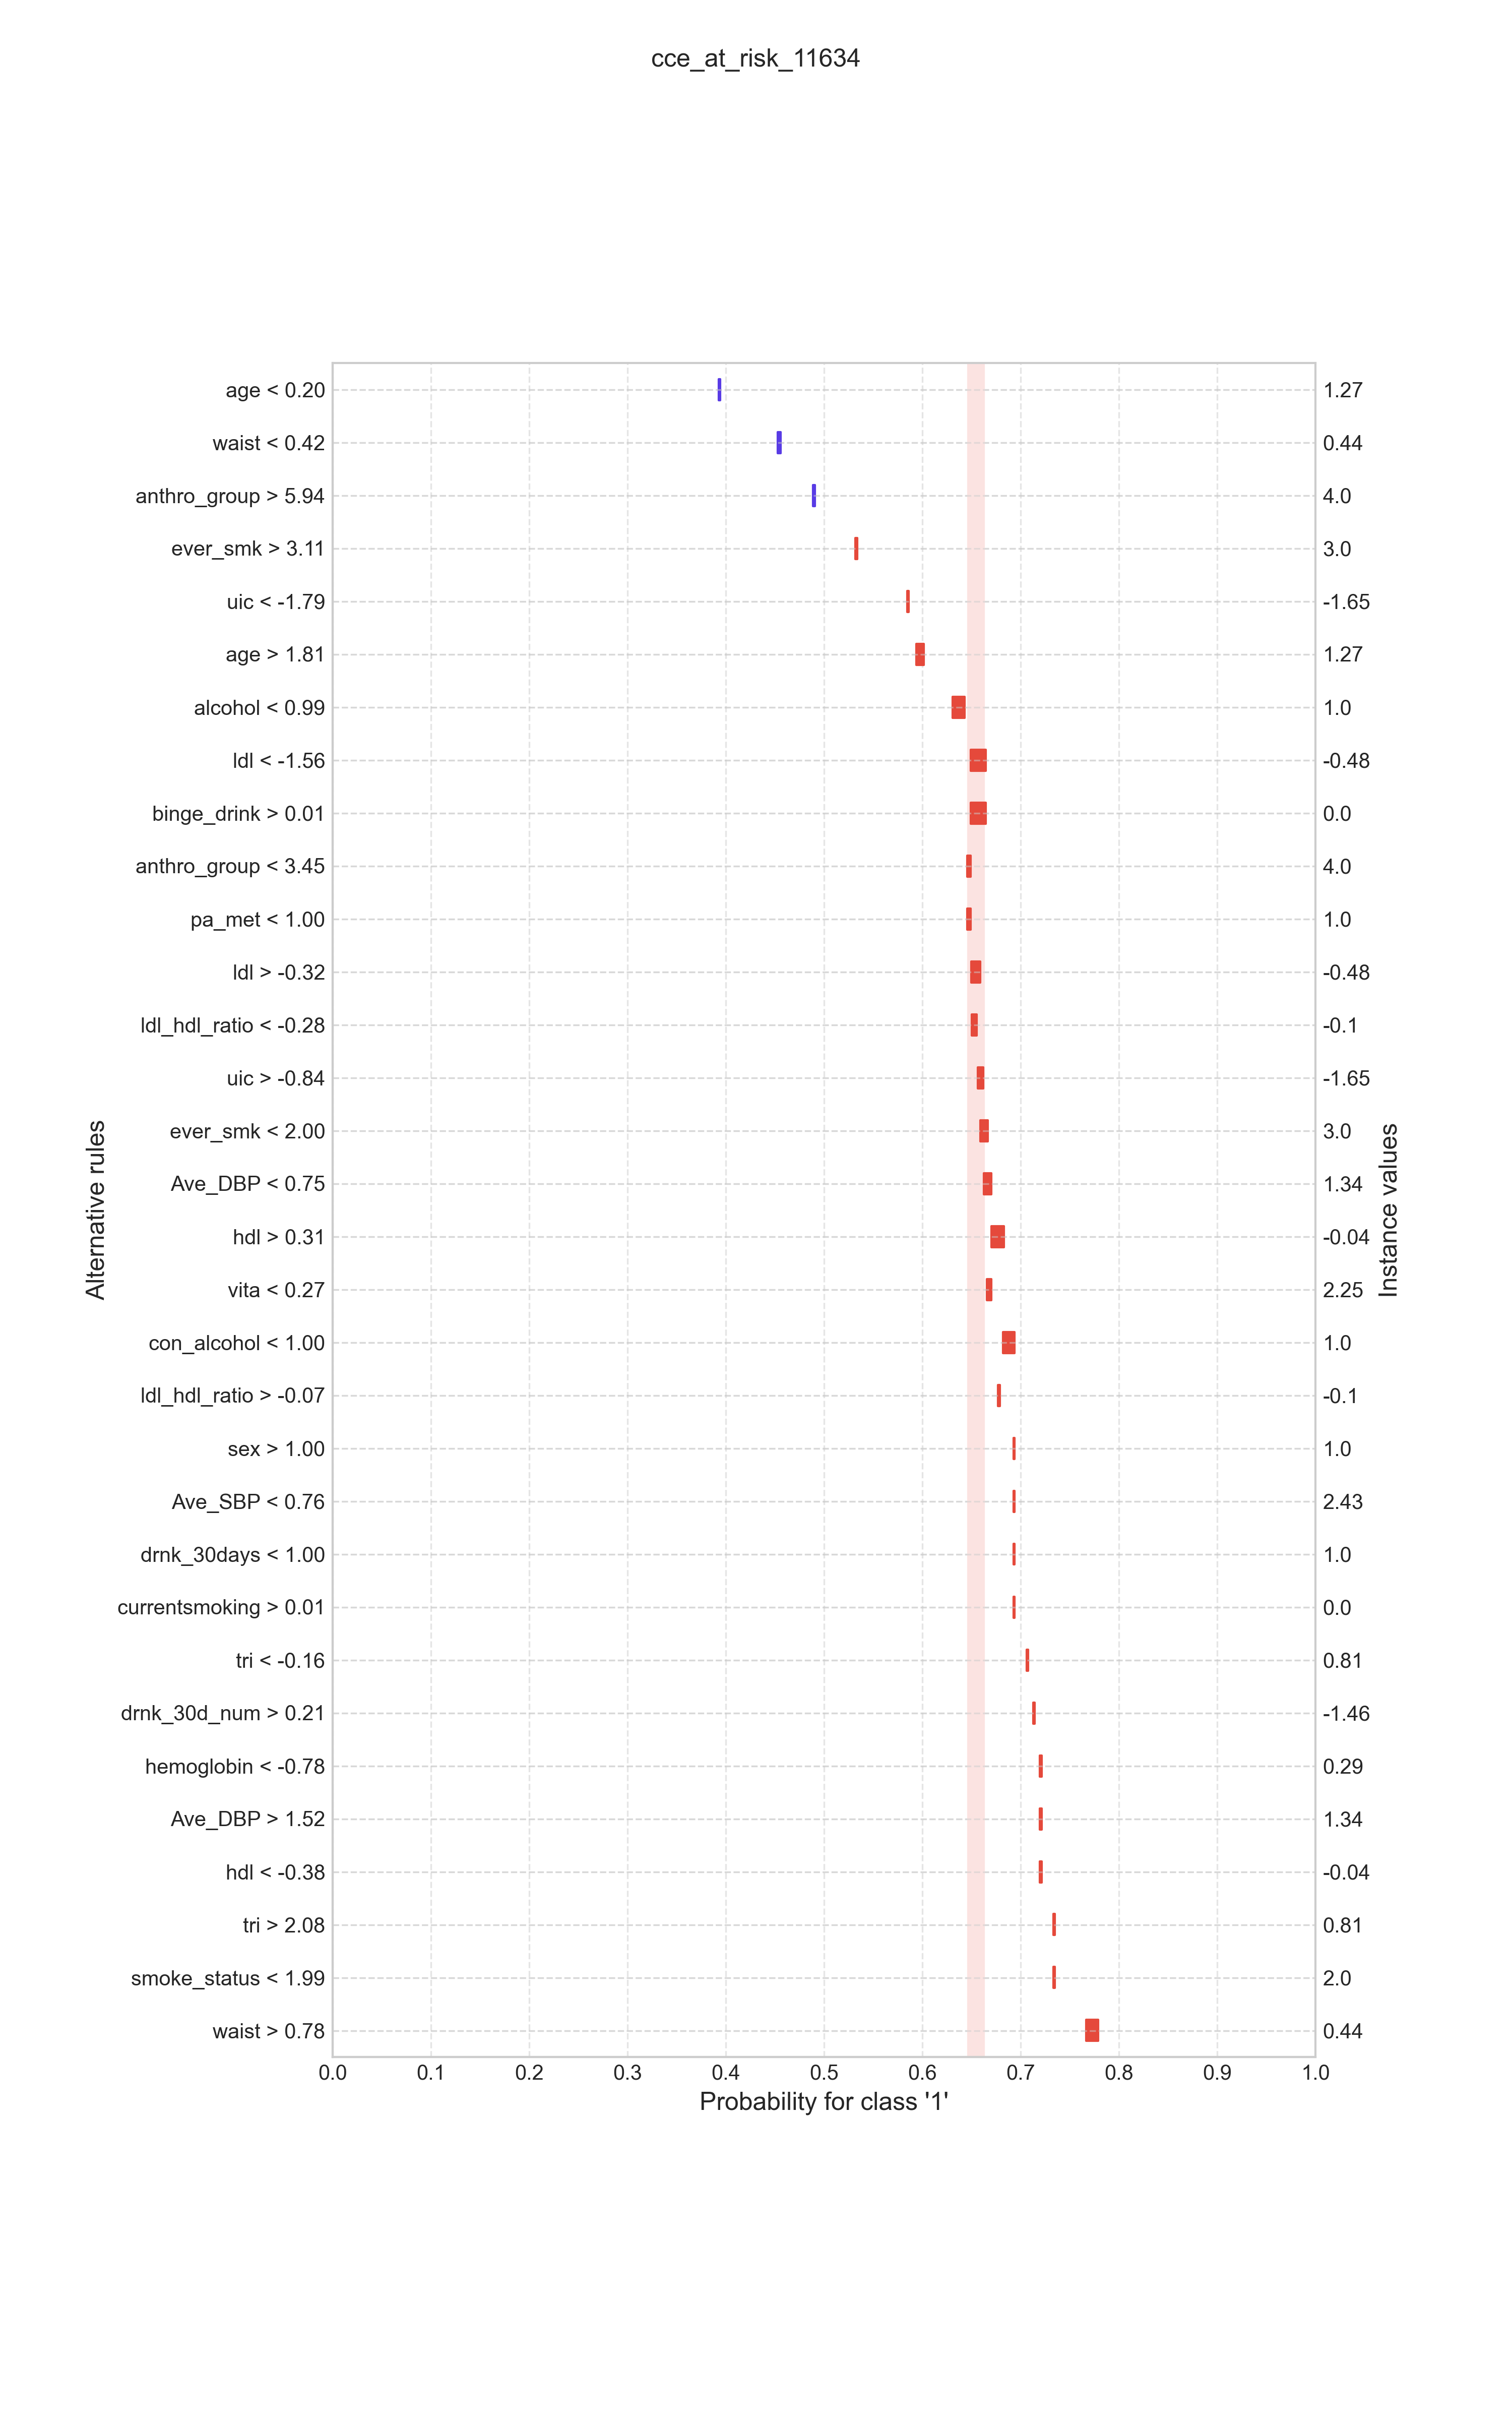 cce_at_risk_11634
age < 0.20 1.27
waist < 0.42 0.44
anthro_group > 5.94 4.0
ever_smk > 3.11 3.0
uic < -1.79 -1.65
age > 1.81 1.27
alcohol < 0.99 1.0
ldl < -1.56 -0.48
binge_drink > 0.01 0.0
anthro_group < 3.45 4.0
pa_met < 1.00 1.0
ldl > -0.32 -0.48
ldl_hdl_ratio < -0.28 -0.1
uic > -0.84 -1.65
ever_smk < 2.00 3.0
Ave_DBP < 0.75 1.34
hdl > 0.31 -0.04
vita < 0.27 2.25
con_alcohol < 1.00 1.0
ldl_hdl_ratio > -0.07 -0.1
sex > 1.00 1.0
Ave_SBP < 0.76 2.43
drnk_30days < 1.00 1.0
currentsmoking > 0.01 0.0
tri < -0.16 0.81
drnk_30d_num > 0.21 -1.46
hemoglobin < -0.78 0.29
Ave_DBP > 1.52 1.34
hdl < -0.38 -0.04
tri > 2.08 0.81
smoke_status < 1.99 2.0
waist > 0.78 0.44
Alternative rules
Instance values
0.0 0.1 0.2 0.3 0.4 0.5 0.6 0.7 0.8 0.9 1.0
Probability for class '1'